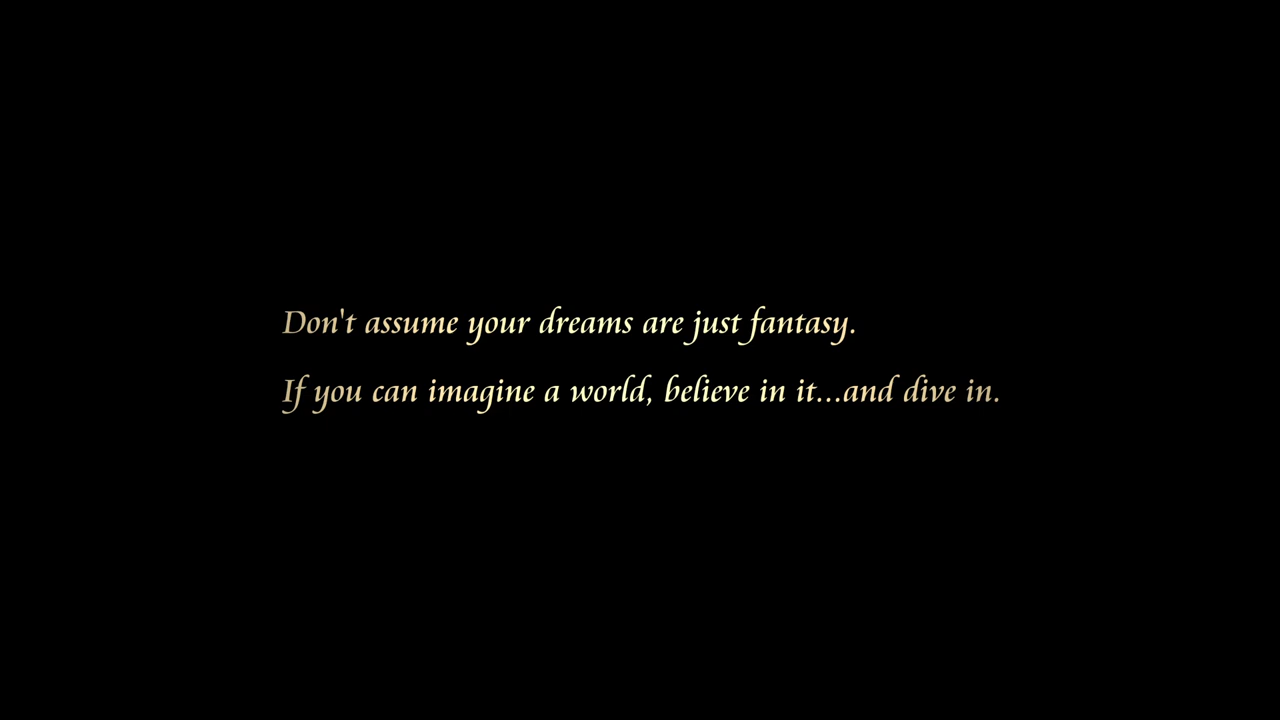 Don't assume your dreams are just fantasy.
If you can imagine a world, believe in it...and dive in.